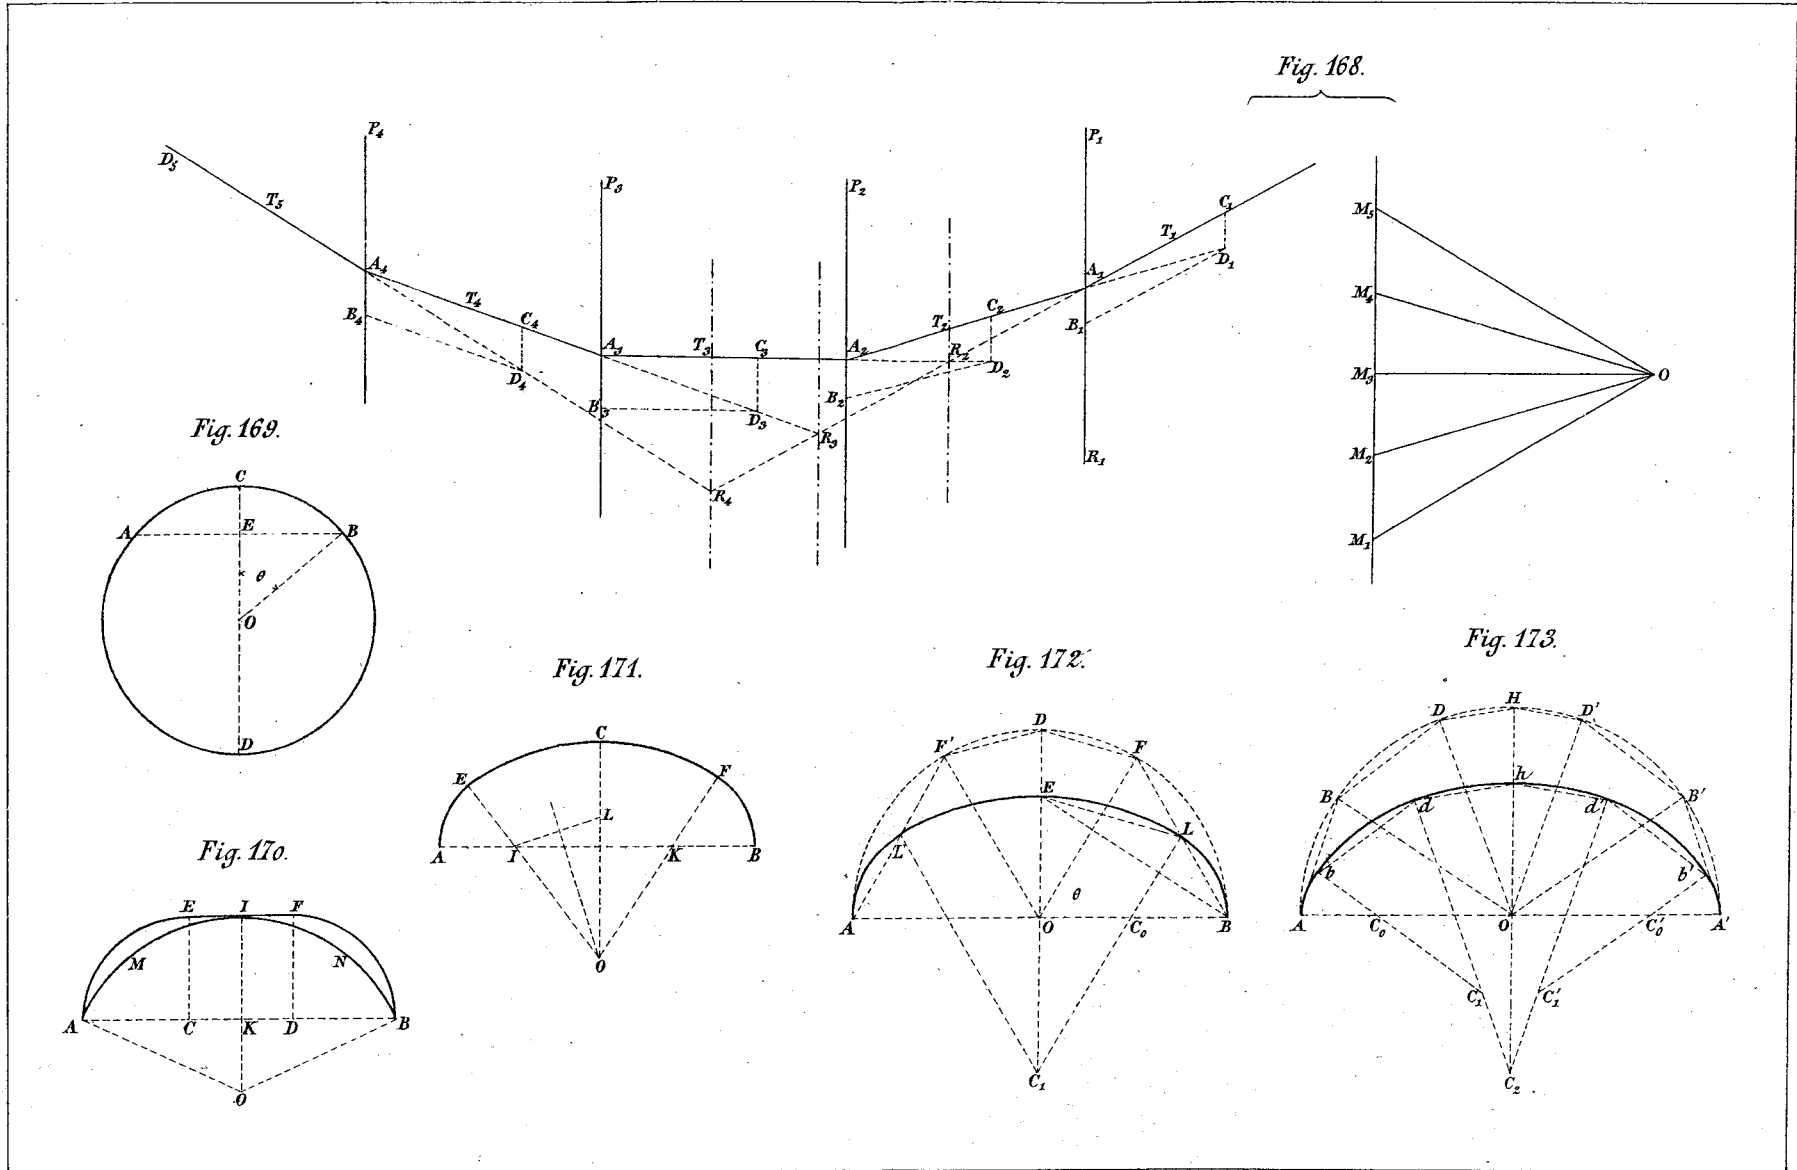 Fig. 168.
P₄
P₁
D₅
T₅
P₃
P₂
C₁
T₁
M₅
A₄
A₁
D₁
B₄
T₄
C₄
C₂
T₂
B₁
M₄
A₃
T₃
C₃
A₂
R₂
D₂
D₄
M₃
O
B₃
D₃
B₂
R₃
R₄
R₁
M₂
M₁
Fig. 169.
C
A
E
B
θ
O
D
Fig. 170.
E
I
F
M
N
A
C
K
D
B
O
Fig. 171.
C
E
F
L
A
I
K
B
O
Fig. 172.
D
F'
F
E
L
L
θ
A
O
C₀
B
C₁
Fig. 173.
H
D
D'
h
B
d
d'
B'
b
b'
A
C₀
O
C'₀
A'
C₁
C'₁
C₂